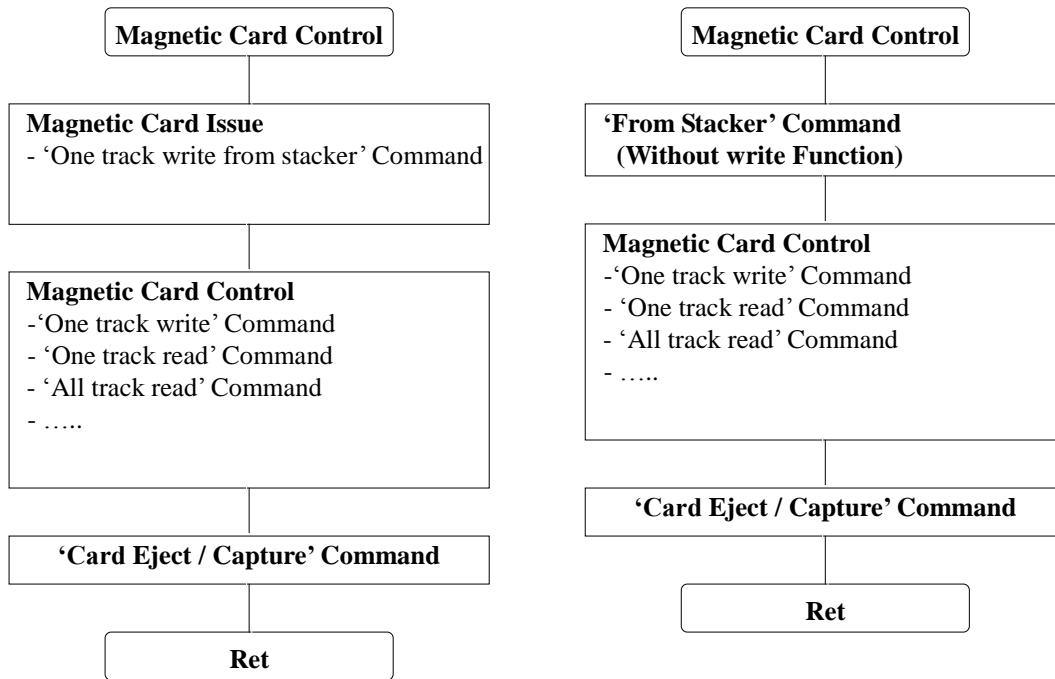 Magnetic Card Control
Magnetic Card Issue
- ‘One track write from stacker’ Command
Magnetic Card Control
-‘One track write’ Command
- ‘One track read’ Command
- ‘All track read’ Command
- …..
‘Card Eject / Capture’ Command
Ret
Magnetic Card Control
‘From Stacker’ Command
(Without write Function)
Magnetic Card Control
-‘One track write’ Command
- ‘One track read’ Command
- ‘All track read’ Command
- …..
‘Card Eject / Capture’ Command
Ret